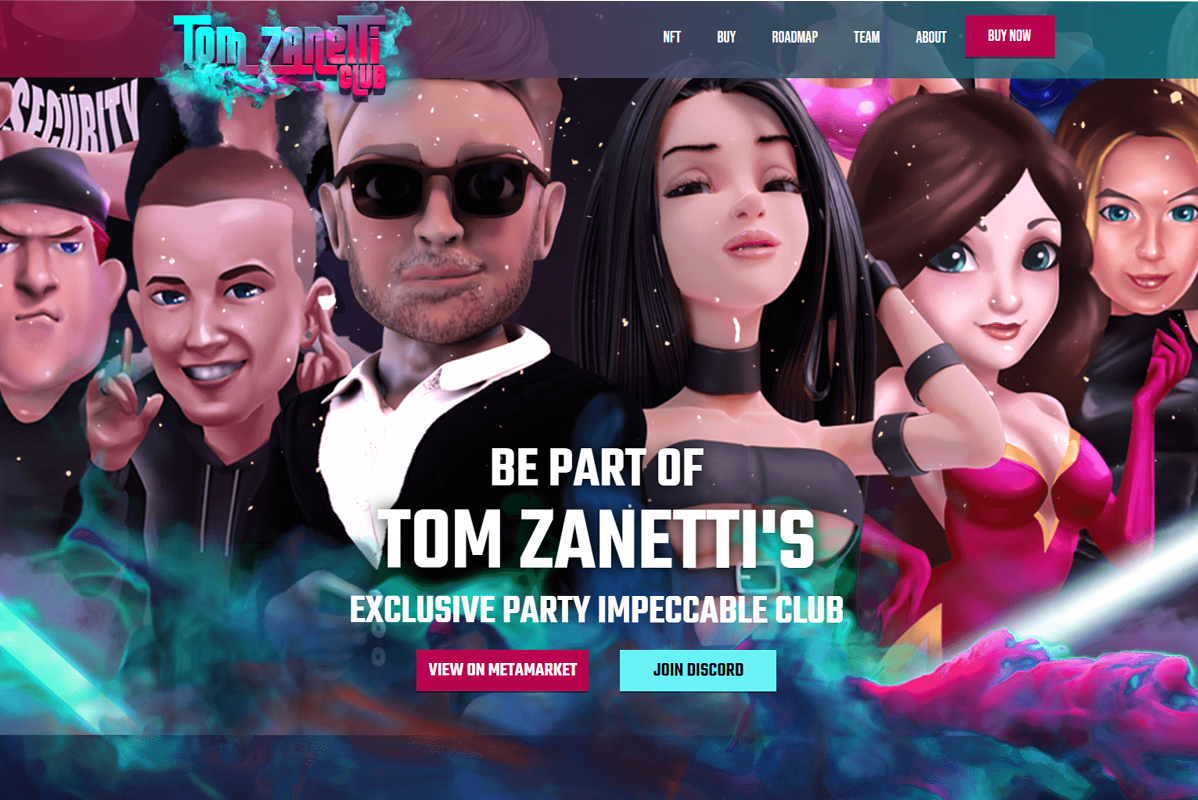 Tom Zanetti
CLUB
NFT
BUY
ROADMAP
TEAM
ABOUT
BUY NOW
SECURITY
BE PART OF
TOM ZANETTI'S
EXCLUSIVE PARTY IMPECCABLE CLUB
VIEW ON METAMARKET
JOIN DISCORD